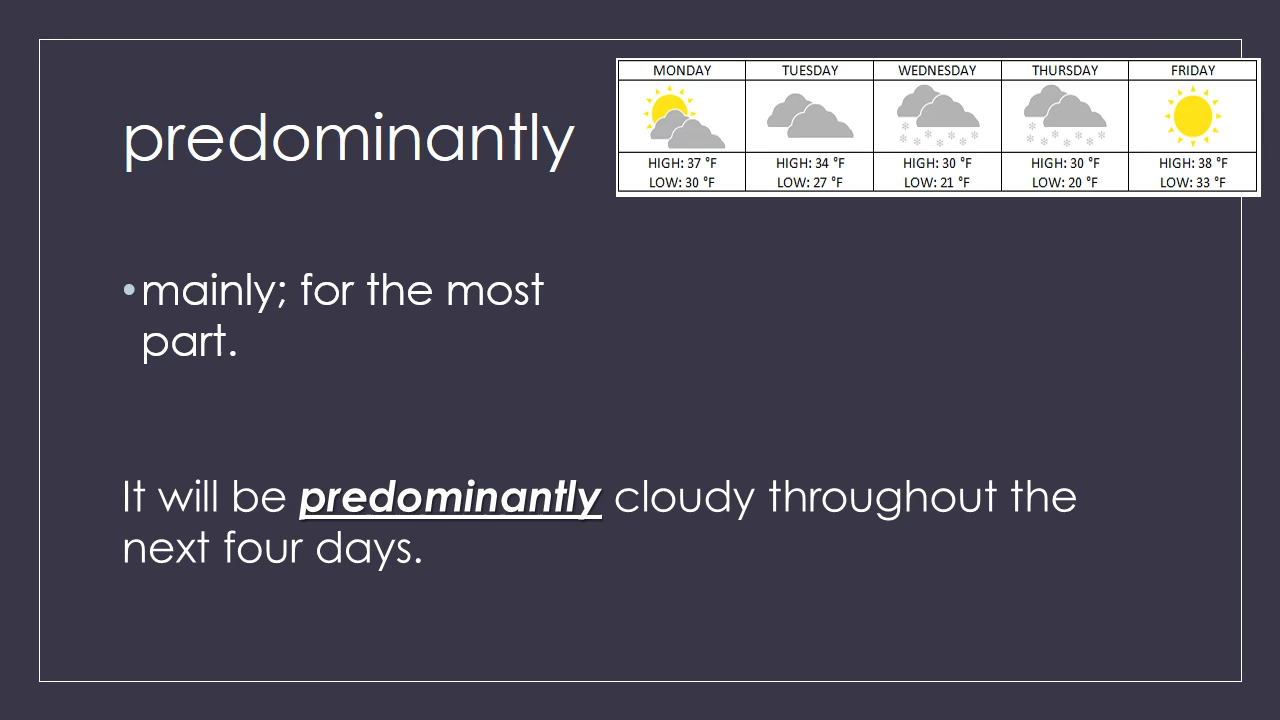 predominantly
MONDAY TUESDAY WEDNESDAY THURSDAY FRIDAY
HIGH: 37 °F HIGH: 34 °F HIGH: 30 °F HIGH: 30 °F HIGH: 38 °F
LOW: 30 °F LOW: 27 °F LOW: 21 °F LOW: 20 °F LOW: 33 °F
•mainly; for the most
part.
It will be predominantly cloudy throughout the
next four days.